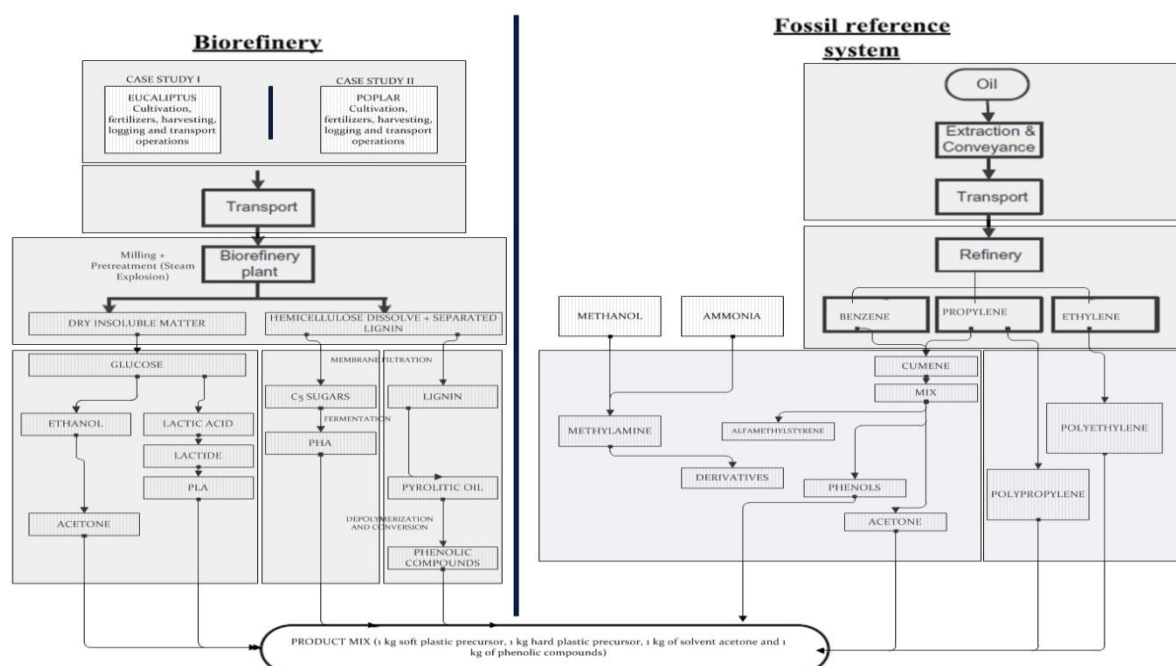 Biorefinery
CASE STUDY I
EUCALIPTUS
Cultivation,
fertilizers, harvesting,
logging and transport
operations
CASE STUDY II
POPLAR
Cultivation,
fertilizers, harvesting,
logging and transport
operations
Transport
Milling +
Pretreatment (Steam
Explosion)
Biorefinery
plant
DRY INSOLUBLE MATTER
HEMICELLULOSE DISSOLVE + SEPARATED
LIGNIN
MEMBRANE FILTRATION
GLUCOSE
ETHANOL
LACTIC ACID
LACTIDE
PLA
ACETONE
C5 SUGARS
FERMENTATION
PHA
LIGNIN
PYROLITIC OIL
DEPOLYMERIZATION
AND CONVERSION
PHENOLIC
COMPOUNDS
Fossil reference
system
Oil
Extraction &
Conveyance
Transport
Refinery
METHANOL
AMMONIA
BENZENE
PROPYLENE
ETHYLENE
CUMENE
MIX
METHYLAMINE
ALFAMETHYLSTYRENE
DERIVATIVES
PHENOLS
ACETONE
POLYETHYLENE
POLYPROPYLENE
PRODUCT MIX (1 kg soft plastic precursor, 1 kg hard plastic precursor, 1 kg of solvent acetone and 1
kg of phenolic compounds)